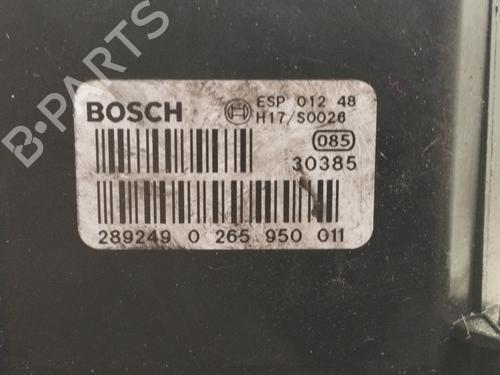 B-PARTS
BOSCH
ESP 012 48
H17/S0026
085
30385
289249 0 265 950 011